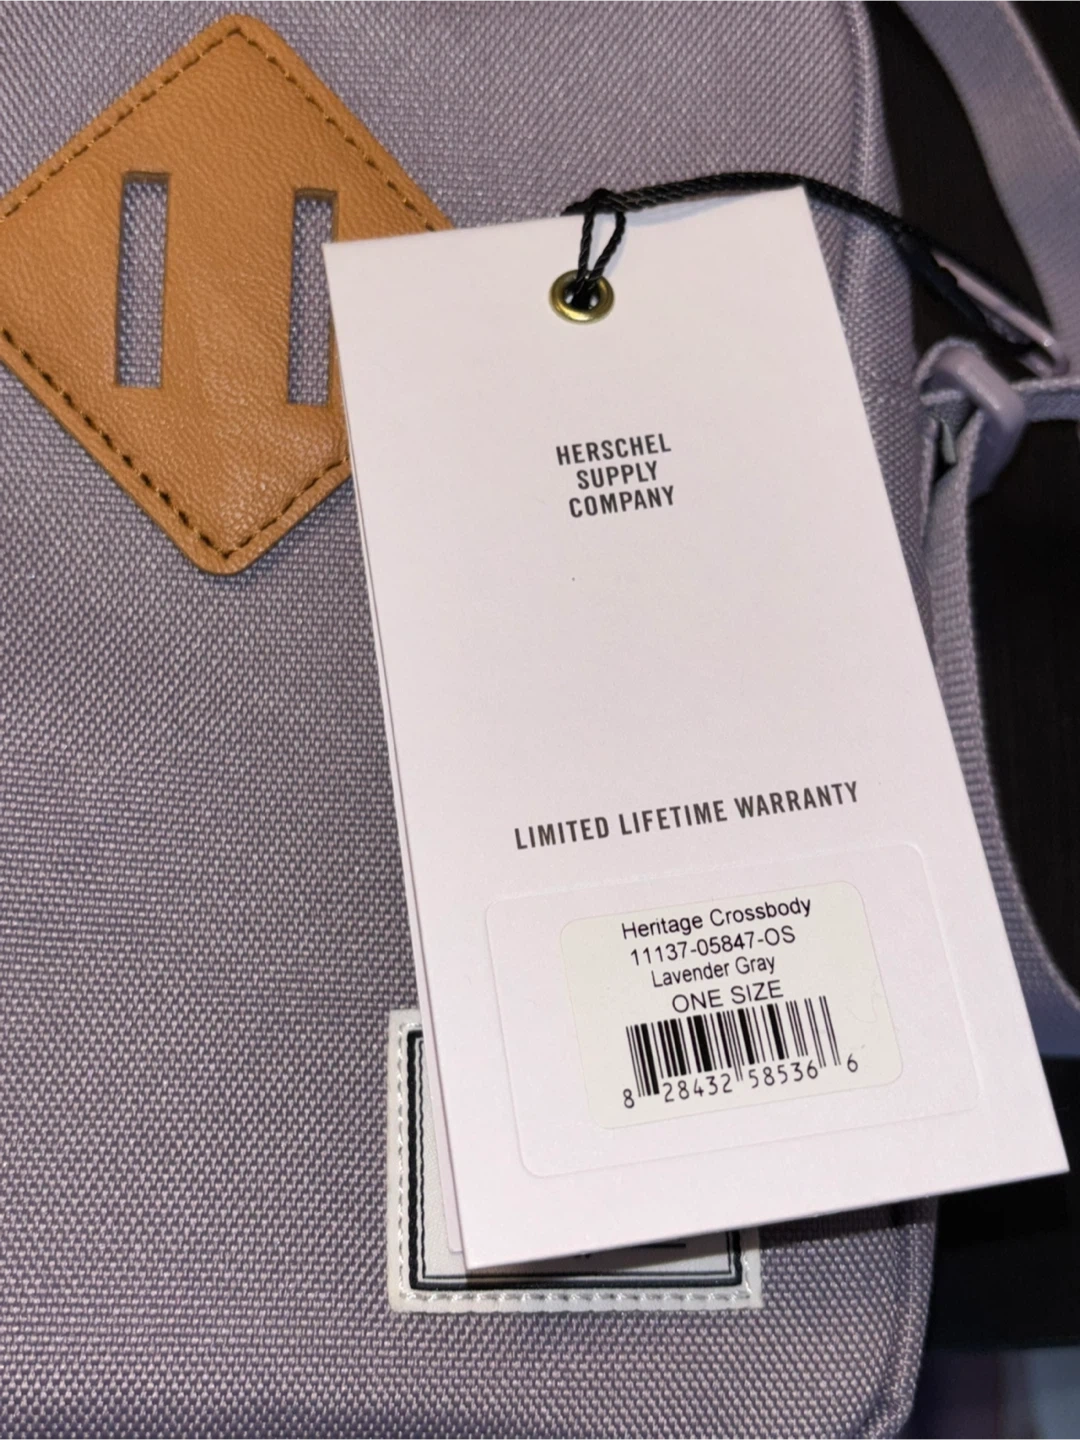 HERSCHEL
SUPPLY
COMPANY
LIMITED LIFETIME WARRANTY
Heritage Crossbody
11137-05847-OS
Lavender Gray
ONE SIZE
8 28432 58536 6